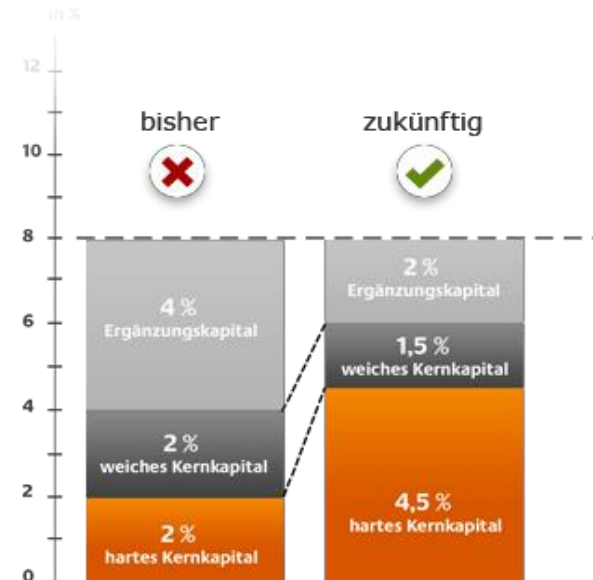 in %
12
bisher
zukünftig
10
8
4 %
Ergänzungskapital
2 %
Ergänzungskapital
6
1,5 %
weiches Kernkapital
4
2 %
weiches Kernkapital
2
4,5 %
hartes Kernkapital
2 %
hartes Kernkapital
0